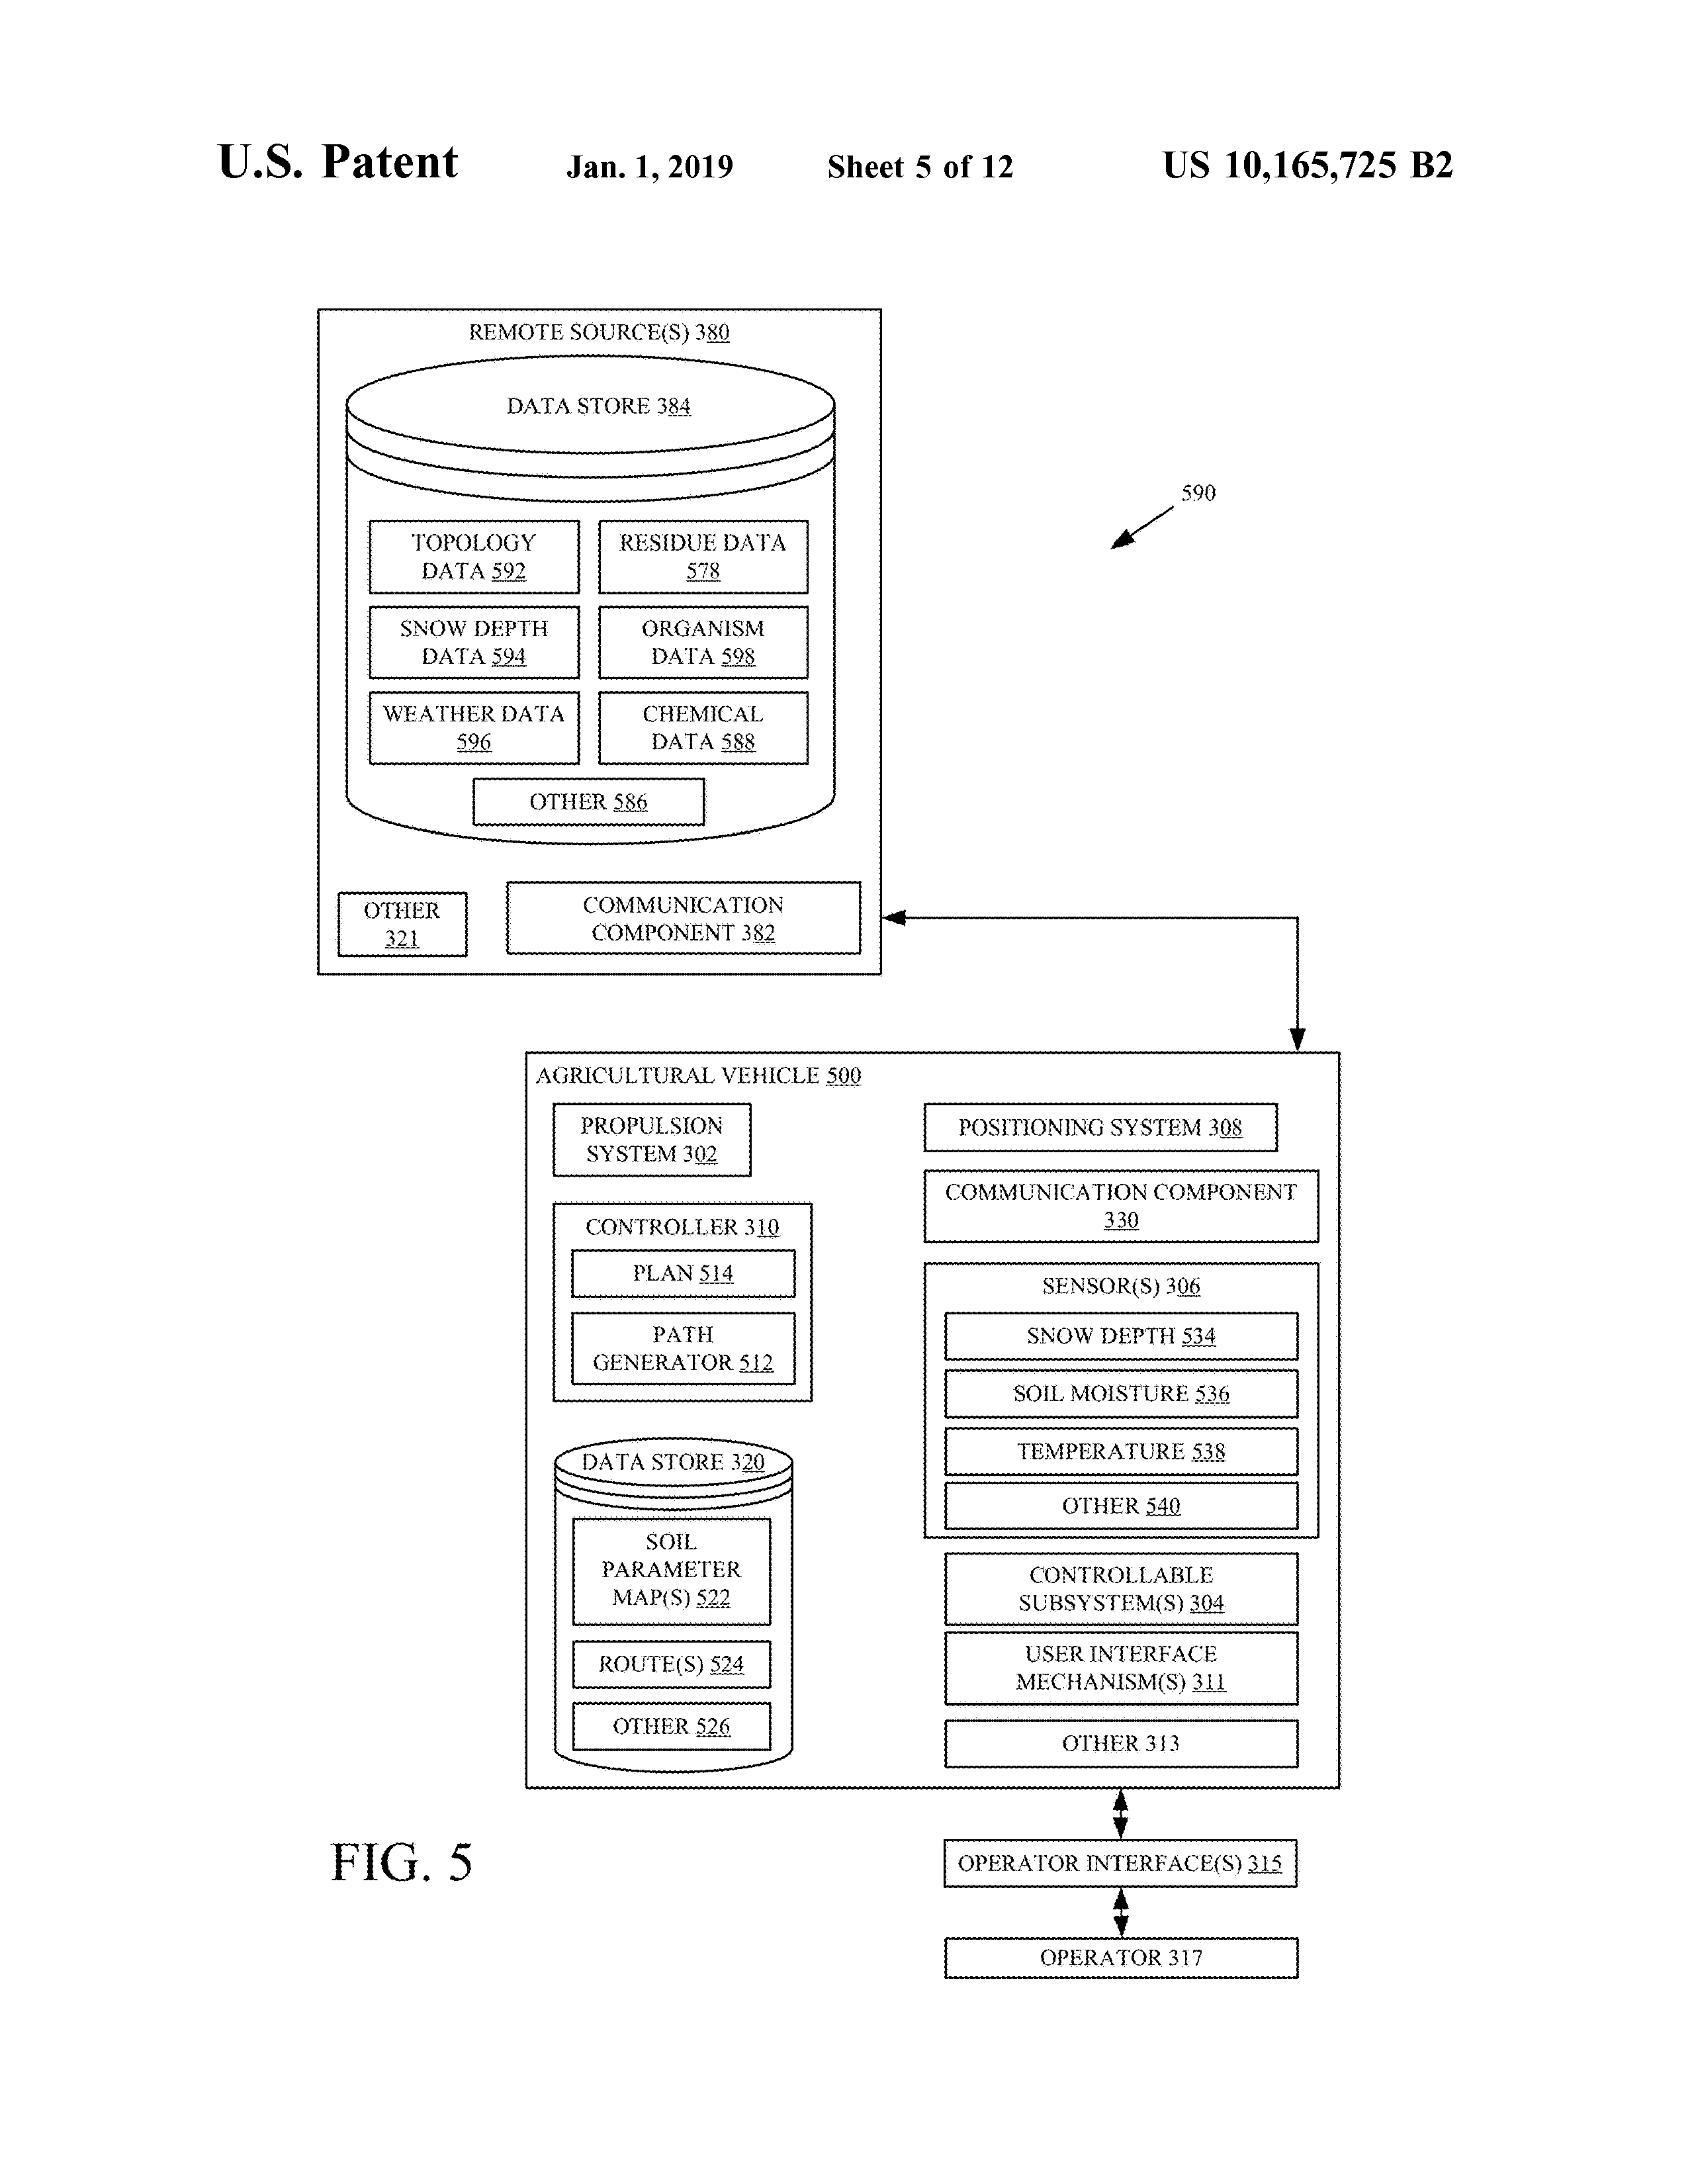 U.S. Patent Jan. 1, 2019 Sheet 5 of 12 US 10,165,725 B2
REMOTE SOURCE(S) 380
DATA STORE 384
590
TOPOLOGY
DATA 592
RESIDUE DATA
578
SNOW DEPTH
DATA 594
ORGANISM
DATA 598
WEATHER DATA
596
CHEMICAL
DATA 588
OTHER 586
OTHER
321
COMMUNICATION
COMPONENT 382
AGRICULTURAL VEHICLE 500
PROPULSION
SYSTEM 302
CONTROLLER 310
PLAN 514
PATH
GENERATOR 512
DATA STORE 320
SOIL
PARAMETER
MAP(S) 522
ROUTE(S) 524
OTHER 526
POSITIONING SYSTEM 308
COMMUNICATION COMPONENT
330
SENSOR(S) 306
SNOW DEPTH 534
SOIL MOISTURE 536
TEMPERATURE 538
OTHER 540
CONTROLLABLE
SUBSYSTEM(S) 304
USER INTERFACE
MECHANISM(S) 311
OTHER 313
FIG. 5
OPERATOR INTERFACE(S) 315
OPERATOR 317